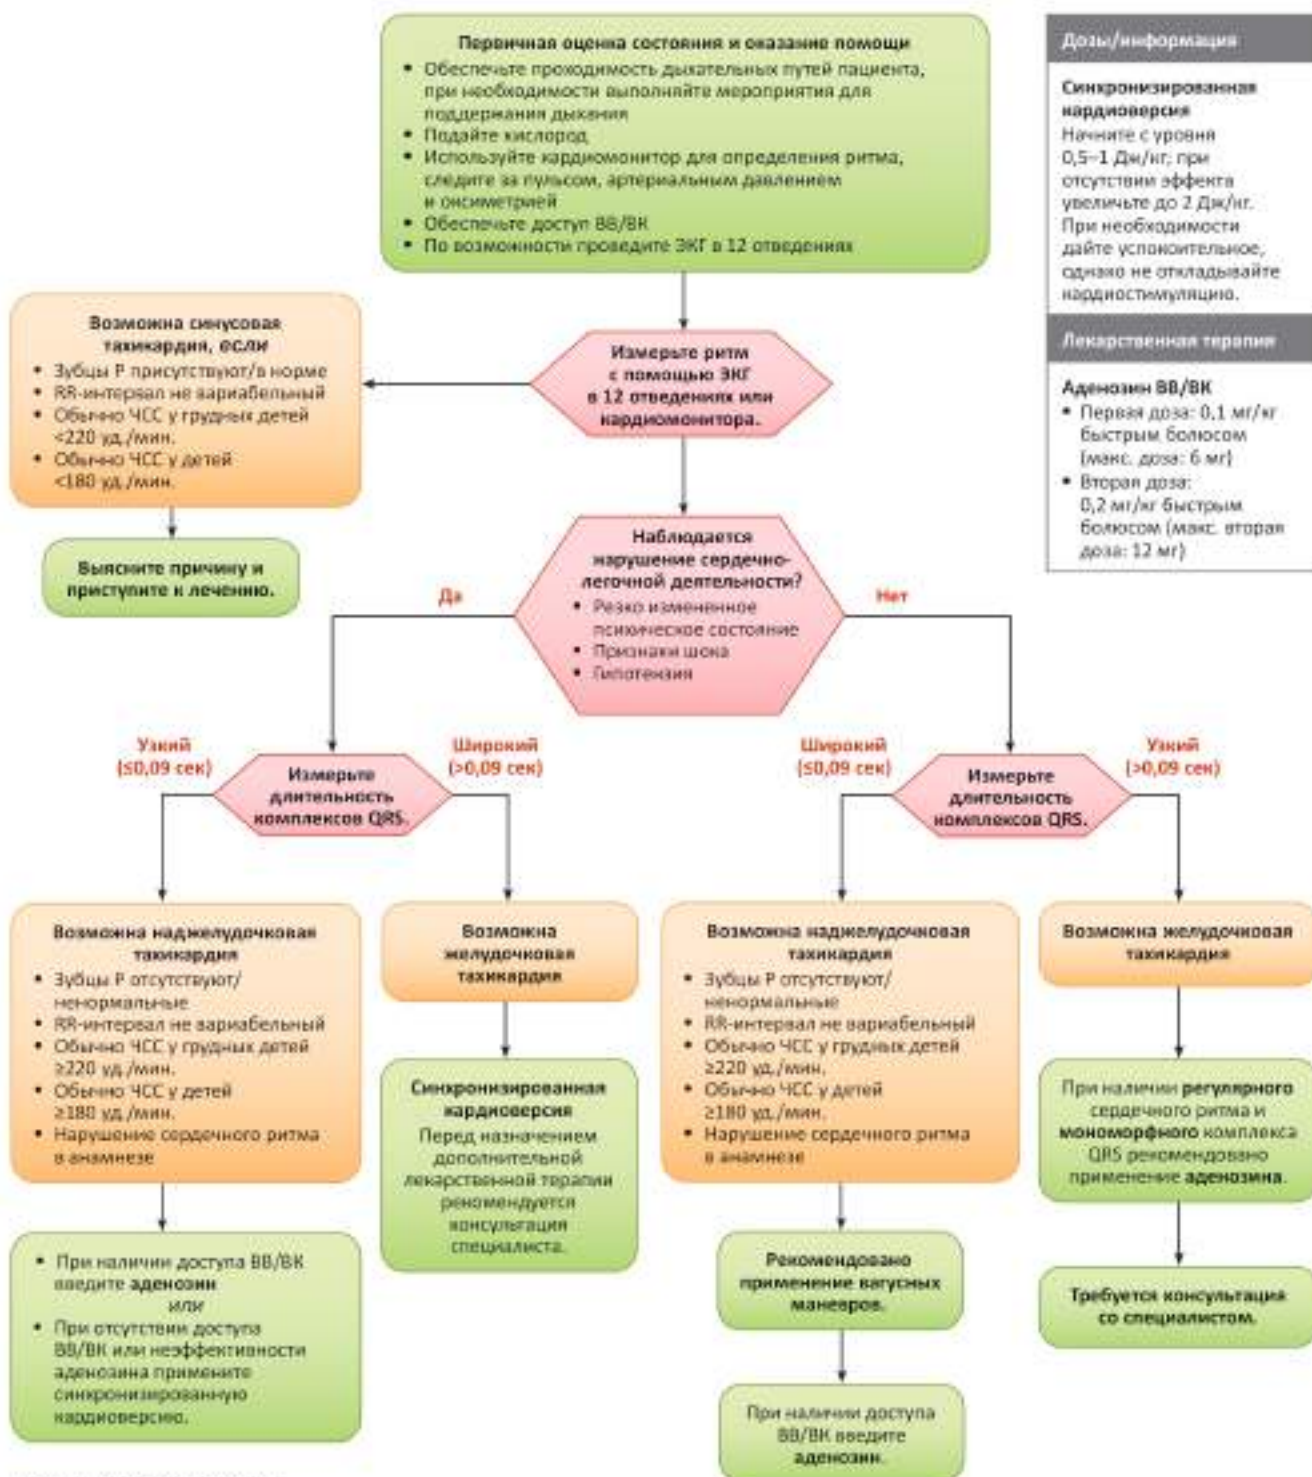 Первичная оценка состояния и оказание помощи
• Обеспечьте проходимость дыхательных путей пациента,
при необходимости выполняйте мероприятия для
поддержания дыхания
• Подайте кислород
• Используйте кардиомонитор для определения ритма,
следите за пульсом, артериальным давлением
и оксиметрией
• Обеспечьте доступ ВВ/ВК
• По возможности проведите ЭКГ в 12 отведениях
Дозы/информация
Синхронизированная
кардиоверсия
Начните с уровня
0,5–1 Дж/кг; при
отсутствии эффекта
увеличьте до 2 Дж/кг.
При необходимости
дайте успокоительное,
однако не откладывайте
кардиостимуляцию.
Лекарственная терапия
Аденозин ВВ/ВК
• Первая доза: 0,1 мг/кг
быстрым болюсом
(макс. доза: 6 мг)
• Вторая доза:
0,2 мг/кг быстрым
болюсом (макс. вторая
доза: 12 мг)
Возможна синусовая
тахикардия, если
• Зубцы P присутствуют/в норме
• RR-интервал не вариабельный
• Обычно ЧСС у грудных детей
<220 уд./мин.
• Обычно ЧСС у детей
<180 уд./мин.
Выясните причину и
приступите к лечению.
Измерьте ритм
с помощью ЭКГ
в 12 отведениях или
кардиомонитора.
Наблюдается
нарушение сердечно-
легочной деятельности?
• Резко измененное
психическое состояние
• Признаки шока
• Гипотензия
Да
Нет
Узкий
(≤0,09 сек)
Измерьте
длительность
комплексов QRS.
Широкий
(>0,09 сек)
Широкий
(≤0,09 сек)
Измерьте
длительность
комплексов QRS.
Узкий
(>0,09 сек)
Возможна наджелудочковая
тахикардия
• Зубцы P отсутствуют/
ненормальные
• RR-интервал не вариабельный
• Обычно ЧСС у грудных детей
≥220 уд./мин.
• Обычно ЧСС у детей
≥180 уд./мин.
• Нарушение сердечного ритма
в анамнезе
• При наличии доступа ВВ/ВК
введите аденозин
или
• При отсутствии доступа
ВВ/ВК или неэффективности
аденозина примените
синхронизированную
кардиоверсию.
Возможна
желудочковая
тахикардия
Синхронизированная
кардиоверсия
Перед назначением
дополнительной
лекарственной терапии
рекомендуется
консультация
специалиста.
Возможна наджелудочковая
тахикардия
• Зубцы P отсутствуют/
ненормальные
• RR-интервал не вариабельный
• Обычно ЧСС у грудных детей
≥220 уд./мин.
• Обычно ЧСС у детей
≥180 уд./мин.
• Нарушение сердечного ритма
в анамнезе
Рекомендовано
применение вагусных
маневров.
При наличии доступа
ВВ/ВК введите
аденозин.
Возможна желудочковая
тахикардия
При наличии регулярного
сердечного ритма и
мономорфного комплекса
QRS рекомендовано
применение аденозина.
Требуется консультация
со специалистом.